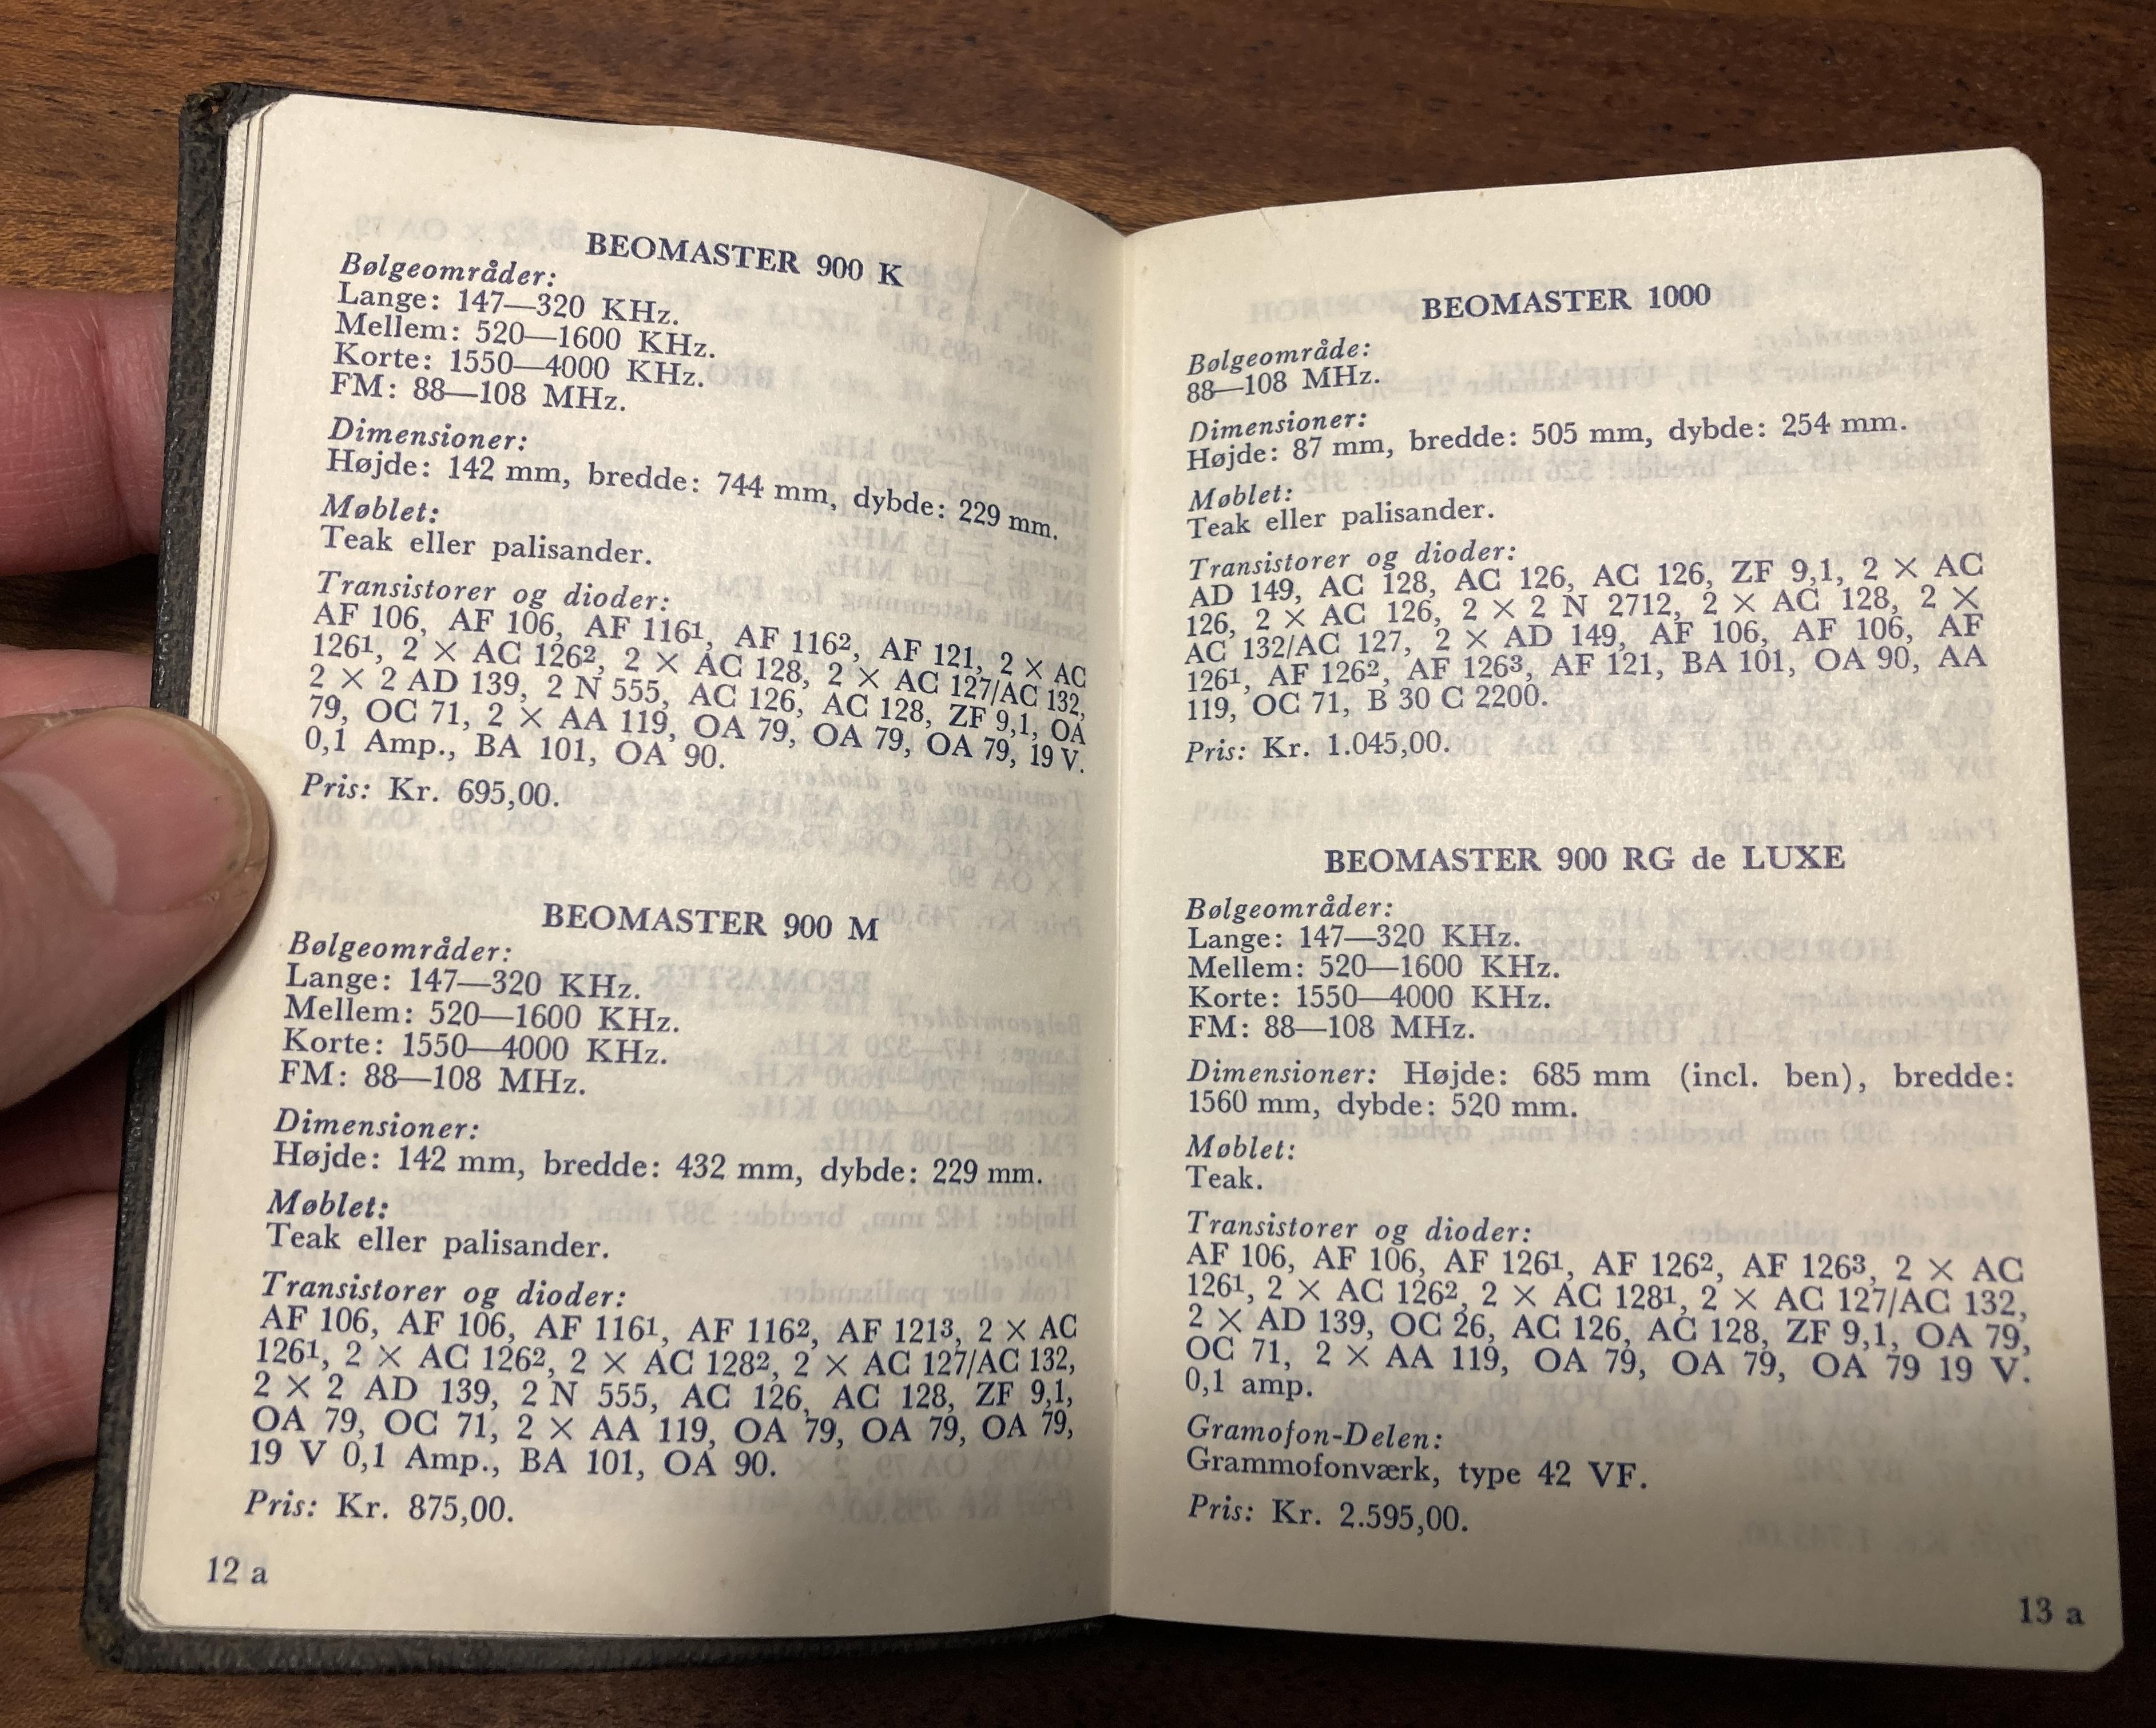 BEOMASTER 900 K
Bølgeområder:
Lange: 147—320 KHz.
Mellem: 520—1600 KHz.
Korte: 1550—4000 KHz.
FM: 88—108 MHz.
Dimensioner:
Højde: 142 mm, bredde: 744 mm, dybde: 229 mm.
Møblet:
Teak eller palisander.
Transistorer og dioder:
AF 106, AF 106, AF 116¹, AF 116², AF 121, 2 × AC
126¹, 2 × AC 126², 2 × AC 128, 2 × AC 127/AC 132,
2 × 2 AD 139, 2 N 555, AC 126, AC 128, ZF 9,1, OA
79, OC 71, 2 × AA 119, OA 79, OA 79, OA 79, 19 V.
0,1 Amp., BA 101, OA 90.
Pris: Kr. 695,00.
BEOMASTER 900 M
Bølgeområder:
Lange: 147—320 KHz.
Mellem: 520—1600 KHz.
Korte: 1550—4000 KHz.
FM: 88—108 MHz.
Dimensioner:
Højde: 142 mm, bredde: 432 mm, dybde: 229 mm.
Møblet:
Teak eller palisander.
Transistorer og dioder:
AF 106, AF 106, AF 116¹, AF 116², AF 121³, 2 × AC
126¹, 2 × AC 126², 2 × AC 128², 2 × AC 127/AC 132,
2 × 2 AD 139, 2 N 555, AC 126, AC 128, ZF 9,1,
OA 79, OC 71, 2 × AA 119, OA 79, OA 79, OA 79,
19 V 0,1 Amp., BA 101, OA 90.
Pris: Kr. 875,00.
12 a
BEOMASTER 1000
Bølgeområde:
88—108 MHz.
Dimensioner:
Højde: 87 mm, bredde: 505 mm, dybde: 254 mm.
Møblet:
Teak eller palisander.
Transistorer og dioder:
AD 149, AC 128, AC 126, AC 126, ZF 9,1, 2 × AC
126, 2 × AC 126, 2 × 2 N 2712, 2 × AC 128, 2 ×
AC 132/AC 127, 2 × AD 149, AF 106, AF 106, AF
126¹, AF 126², AF 126³, AF 121, BA 101, OA 90, AA
119, OC 71, B 30 C 2200.
Pris: Kr. 1.045,00.
BEOMASTER 900 RG de LUXE
Bølgeområder:
Lange: 147—320 KHz.
Mellem: 520—1600 KHz.
Korte: 1550—4000 KHz.
FM: 88—108 MHz.
Dimensioner: Højde: 685 mm (incl. ben), bredde:
1560 mm, dybde: 520 mm.
Møblet:
Teak.
Transistorer og dioder:
AF 106, AF 106, AF 126¹, AF 126², AF 126³, 2 × AC
126¹, 2 × AC 126², 2 × AC 128¹, 2 × AC 127/AC 132,
2 × AD 139, OC 26, AC 126, AC 128, ZF 9,1, OA 79,
OC 71, 2 × AA 119, OA 79, OA 79, OA 79 19 V.
0,1 amp.
Gramofon-Delen:
Grammofonværk, type 42 VF.
Pris: Kr. 2.595,00.
13 a